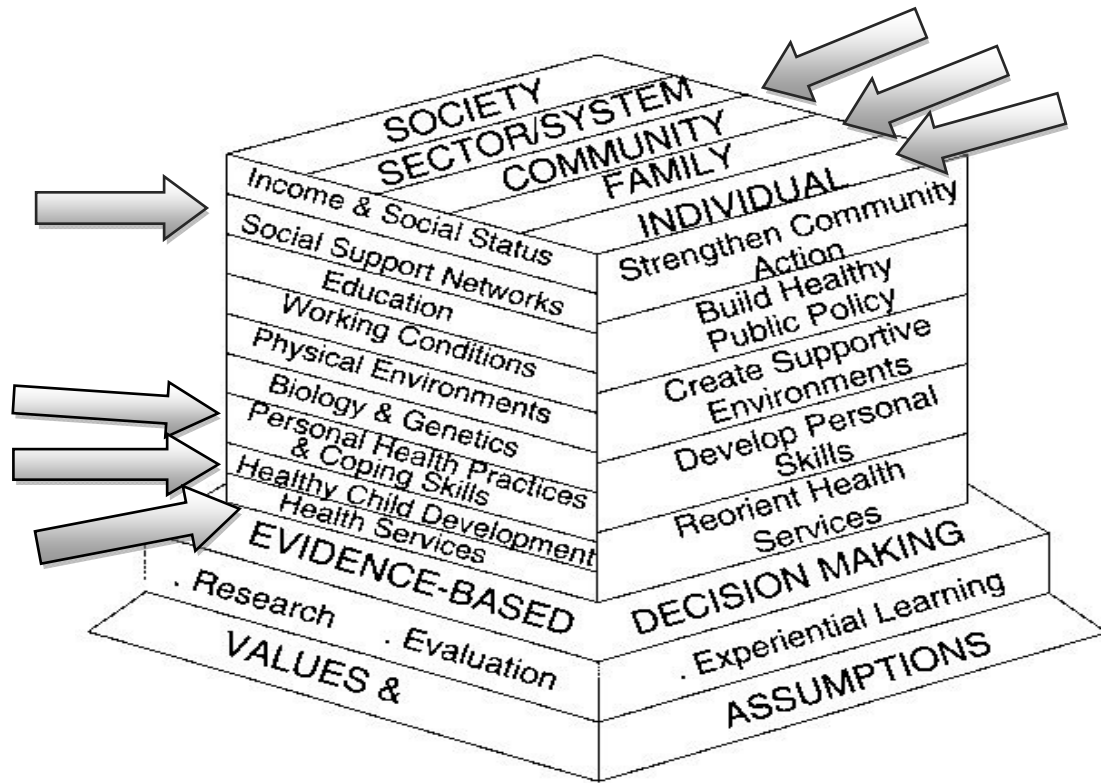 SOCIETY
SECTOR/SYSTEM
COMMUNITY
FAMILY
INDIVIDUAL
Income & Social Status
Social Support Networks
Education
Working Conditions
Physical Environments
Biology & Genetics
Personal Health Practices
& Coping Skills
Healthy Child Development
Health Services
Strengthen Community
Action
Build Healthy
Public Policy
Create Supportive
Environments
Develop Personal
Skills
Reorient Health
Services
EVIDENCE-BASED
DECISION MAKING
. Research
. Evaluation
. Experiential Learning
VALUES &
ASSUMPTIONS